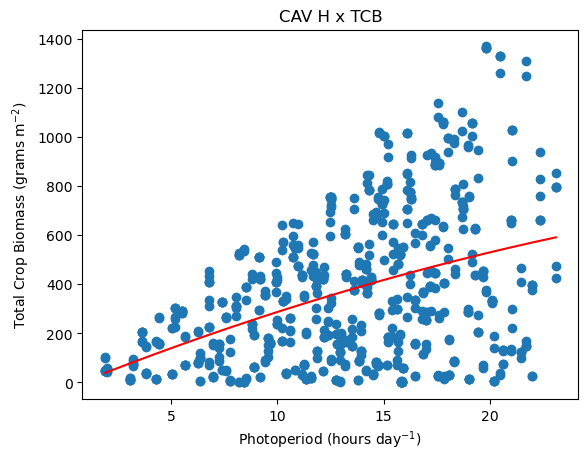 CAV H x TCB
Total Crop Biomass (grams m⁻²)
1400
1200
1000
800
600
400
200
0
5 10 15 20
Photoperiod (hours day⁻¹)